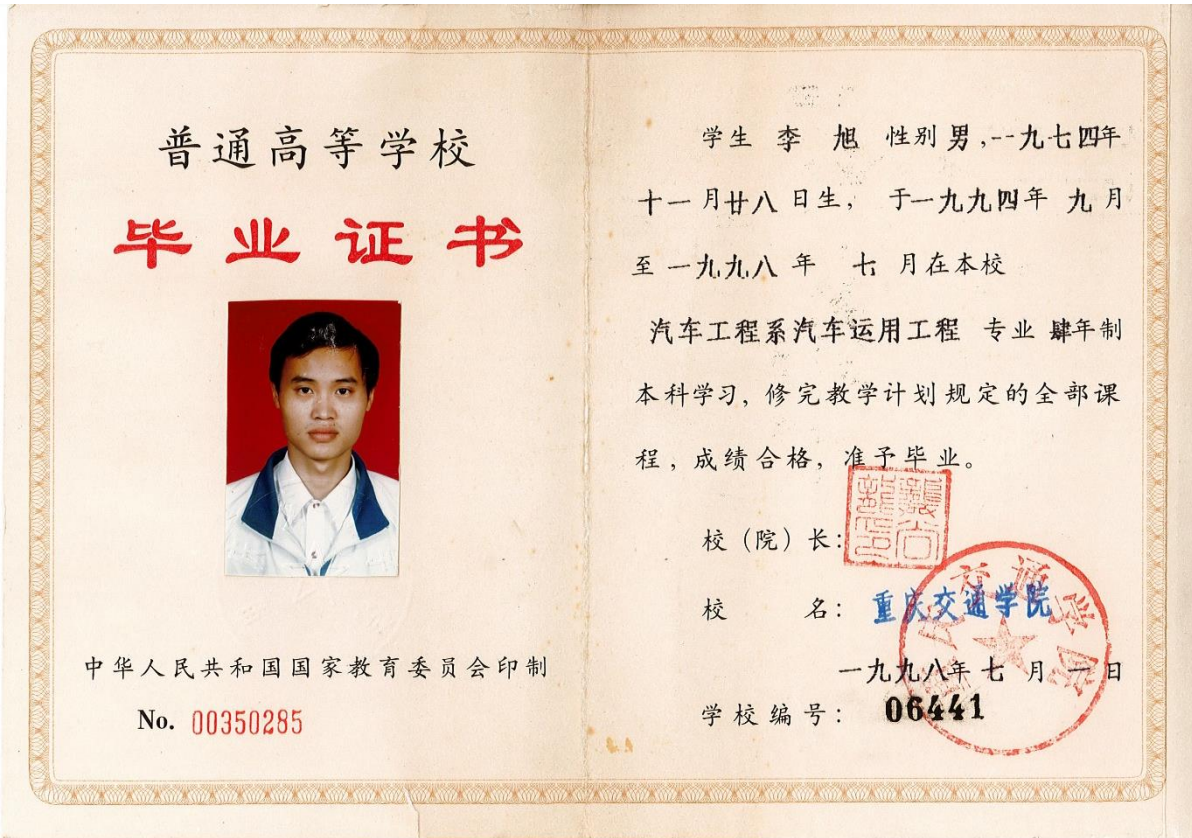 普通高等学校
毕业证书
中华人民共和国国家教育委员会印制
No. 00350285
学生 李 旭 性别男,一九七四年
十一月廿八日生, 于一九九四年 九月
至 一九九八 年 七 月在本校
汽车工程系汽车运用工程 专业 肆年制
本科学习, 修完教学计划规定的全部课
程, 成绩合格, 准予毕业。
校(院)长:
校 名: 重庆交通学院
一九九八年 七 月 一 日
学校编号: 06441
重庆交通学院